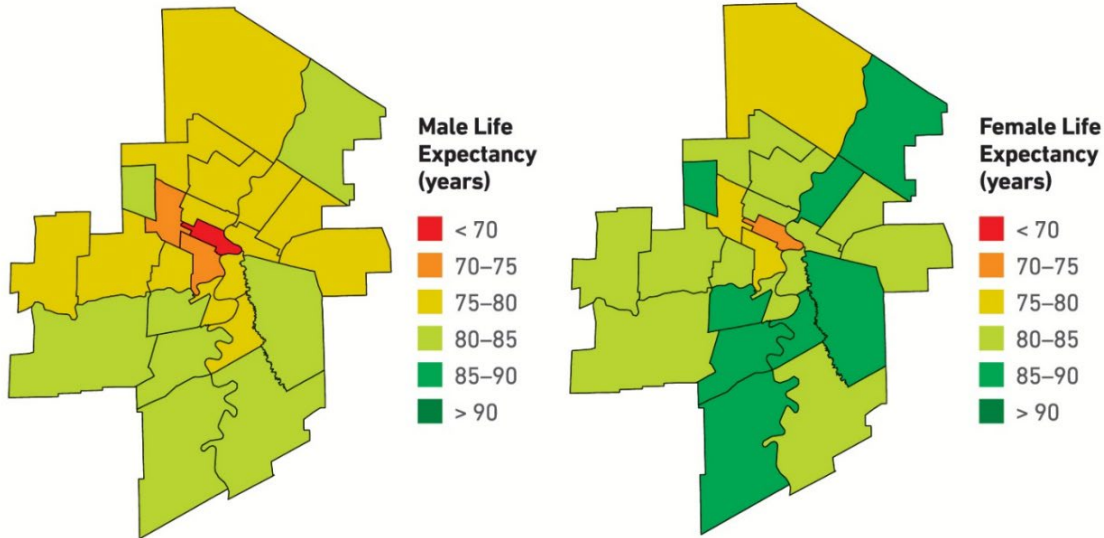 Male Life
Expectancy
(years)
< 70
70–75
75–80
80–85
85–90
> 90
Female Life
Expectancy
(years)
< 70
70–75
75–80
80–85
85–90
> 90